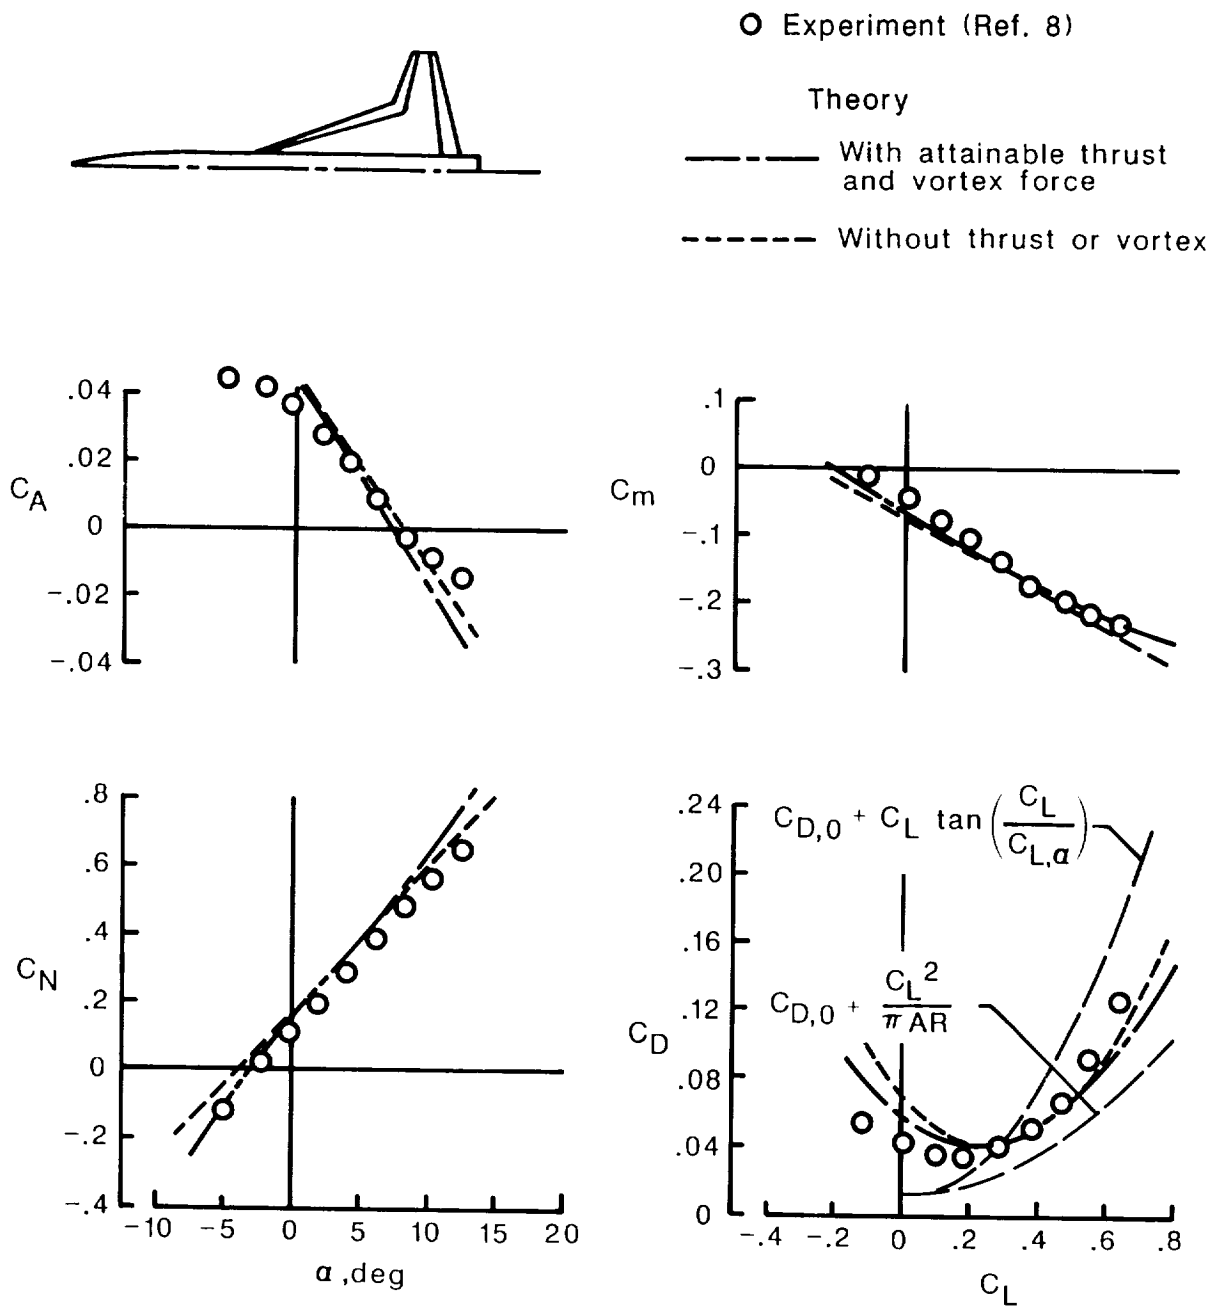 Experiment (Ref. 8)
Theory
With attainable thrust
and vortex force
Without thrust or vortex
.04
.02
0
-.02
-.04
C_A
.1
0
-.1
-.2
-.3
C_m
.8
.6
.4
.2
0
-.2
-.4
C_N
-10 -5 0 5 10 15 20
α ,deg
.24
.20
.16
.12
.08
.04
0
C_D
C_D,0 + C_L tan(C_L / C_L,α)
C_D,0 + C_L² / π AR
-.4 -.2 0 .2 .4 .6 .8
C_L